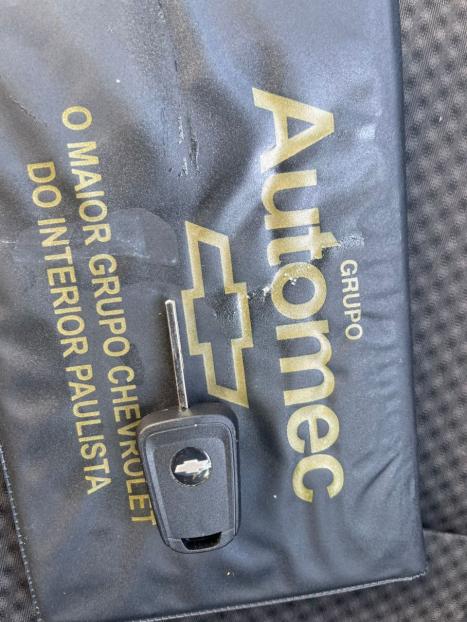 GRUPO
Automec
O MAIOR GRUPO CHEVROLET
DO INTERIOR PAULISTA